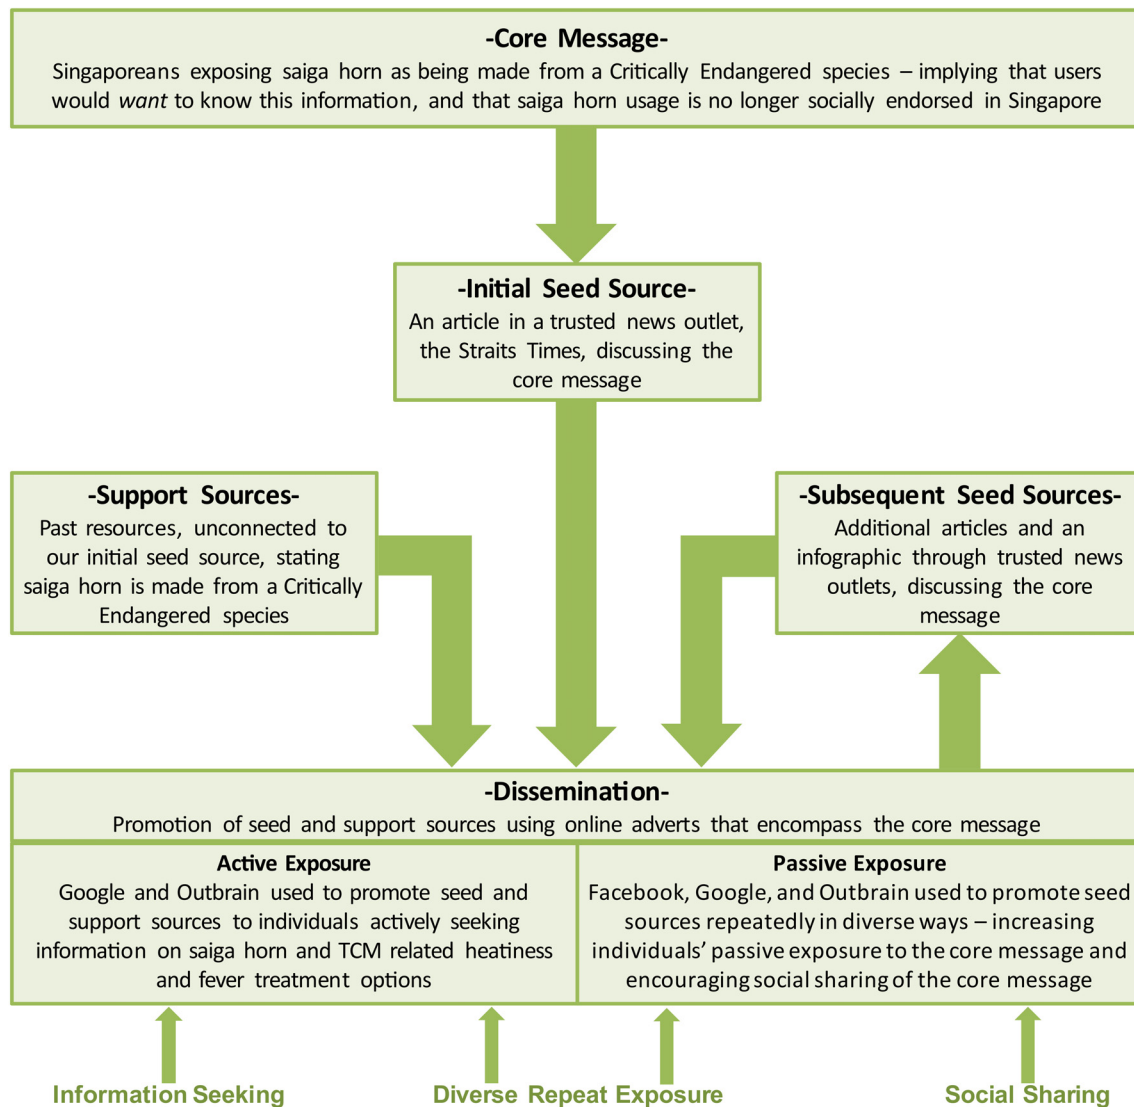 -Core Message-
Singaporeans exposing saiga horn as being made from a Critically Endangered species – implying that users
would want to know this information, and that saiga horn usage is no longer socially endorsed in Singapore
-Initial Seed Source-
An article in a trusted news outlet,
the Straits Times, discussing the
core message
-Support Sources-
Past resources, unconnected to
our initial seed source, stating
saiga horn is made from a Critically
Endangered species
-Subsequent Seed Sources-
Additional articles and an
infographic through trusted news
outlets, discussing the core
message
-Dissemination-
Promotion of seed and support sources using online adverts that encompass the core message
Active Exposure
Google and Outbrain used to promote seed and
support sources to individuals actively seeking
information on saiga horn and TCM related heatiness
and fever treatment options
Passive Exposure
Facebook, Google, and Outbrain used to promote seed
sources repeatedly in diverse ways – increasing
individuals’ passive exposure to the core message and
encouraging social sharing of the core message
Information Seeking
Diverse Repeat Exposure
Social Sharing